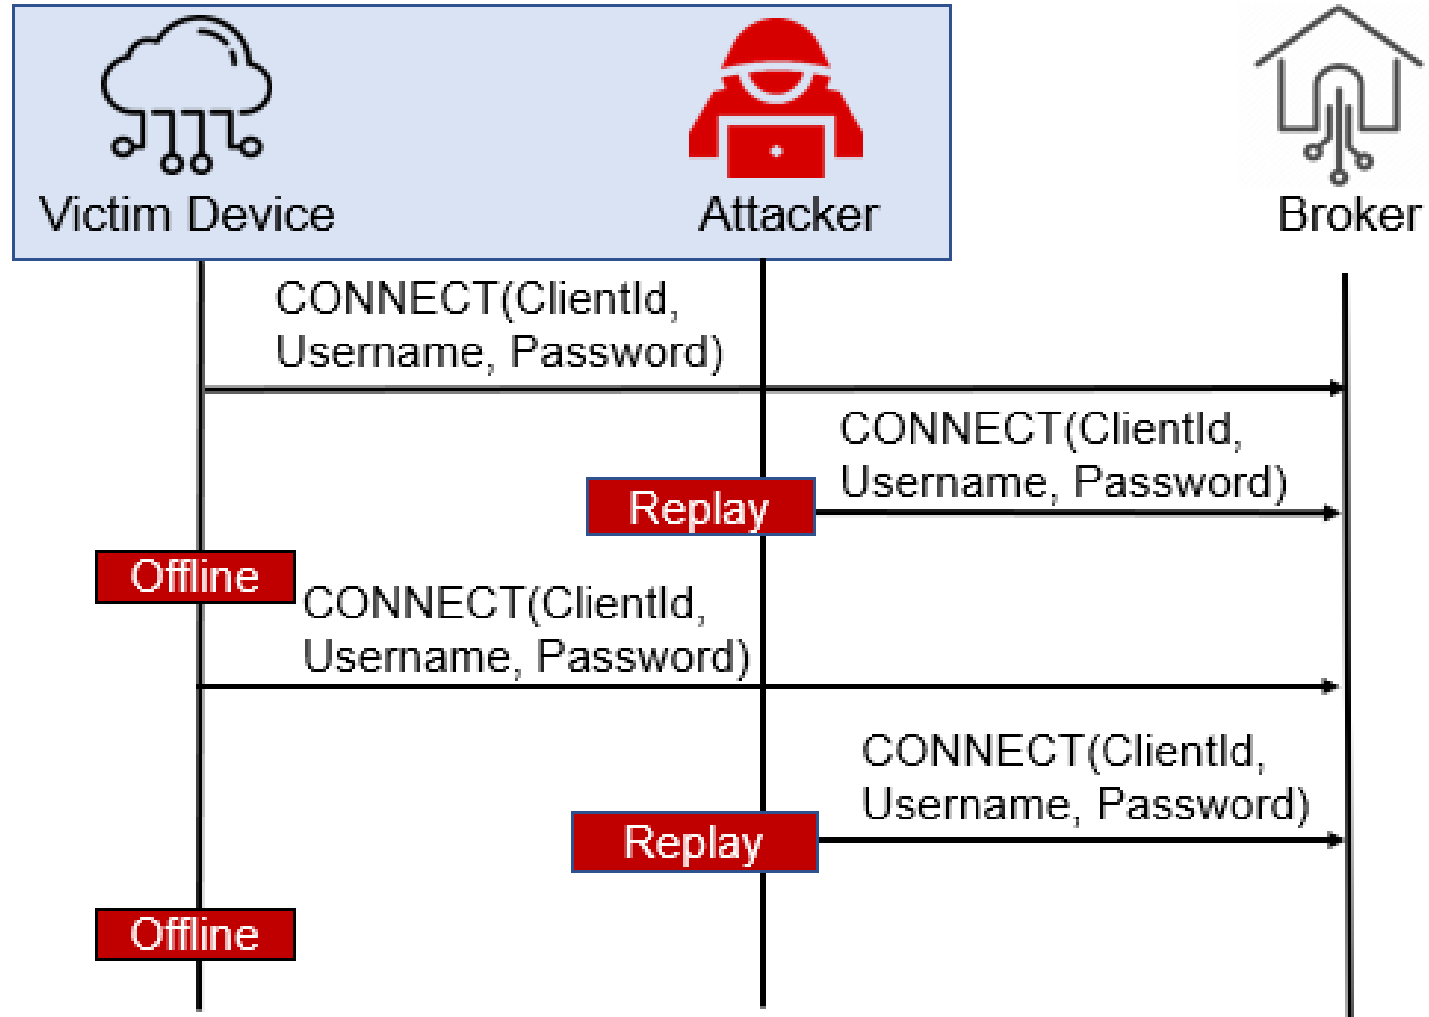 Victim Device
Attacker
Broker
CONNECT(ClientId,
Username, Password)
CONNECT(ClientId,
Username, Password)
Replay
Offline
CONNECT(ClientId,
Username, Password)
CONNECT(ClientId,
Username, Password)
Replay
Offline